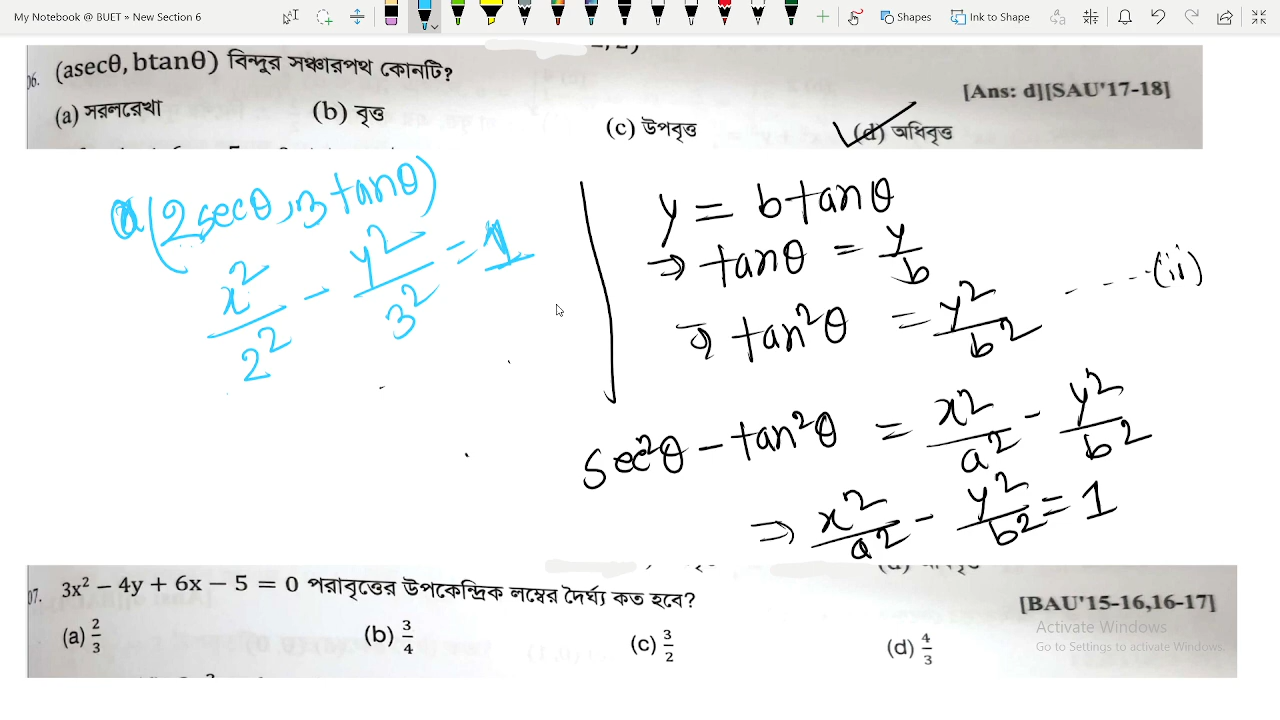 My Notebook @ BUET » New Section 6
Shapes
Ink to Shape
06. (asecθ, btanθ) বিন্দুর সঞ্চারপথ কোনটি?
[Ans: d][SAU'17-18]
(a) সরলরেখা (b) বৃত্ত (c) উপবৃত্ত (d) অধিবৃত্ত
(2secθ, 3 tanθ)
x²/2² - y²/3² = 1
y = btanθ
⇒ tanθ = y/b
⇒ tan²θ = y²/b² ----(ii)
sec²θ - tan²θ = x²/a² - y²/b²
⇒ x²/a² - y²/b² = 1
07. 3x² − 4y + 6x − 5 = 0 পরাবৃত্তের উপকেন্দ্রিক লম্বের দৈর্ঘ্য কত হবে?
[BAU'15-16,16-17]
(a) 2/3 (b) 3/4 (c) 3/2 (d) 4/3
Activate Windows
Go to Settings to activate Windows.